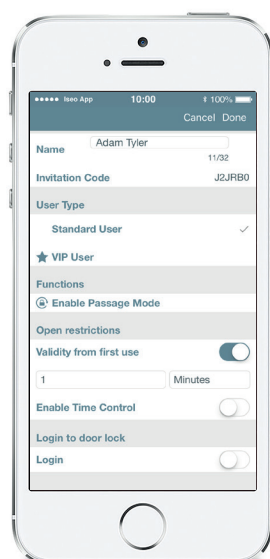 Iseo App 10:00 100%
Cancel Done
Name Adam Tyler
11/32
Invitation Code J2JRB0
User Type
Standard User
VIP User
Functions
Enable Passage Mode
Open restrictions
Validity from first use
1 Minutes
Enable Time Control
Login to door lock
Login